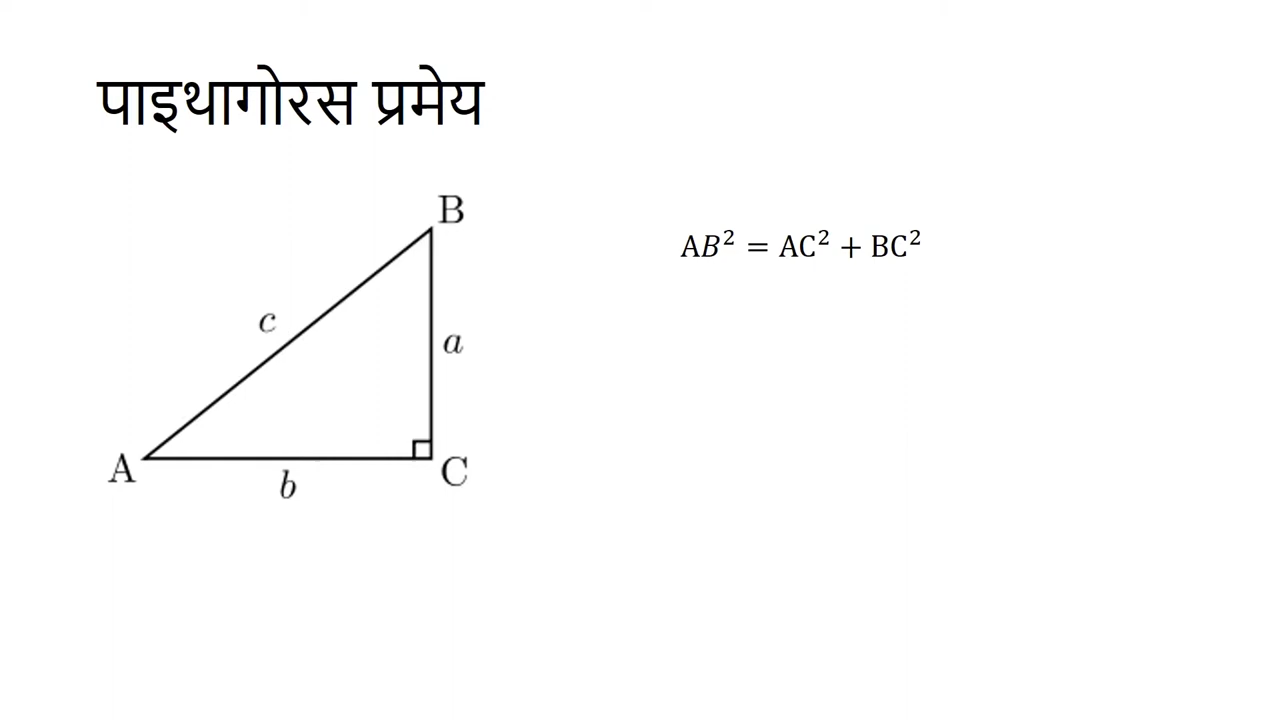 पाइथागोरस प्रमेय
B
AB² = AC² + BC²
c
a
A
C
b